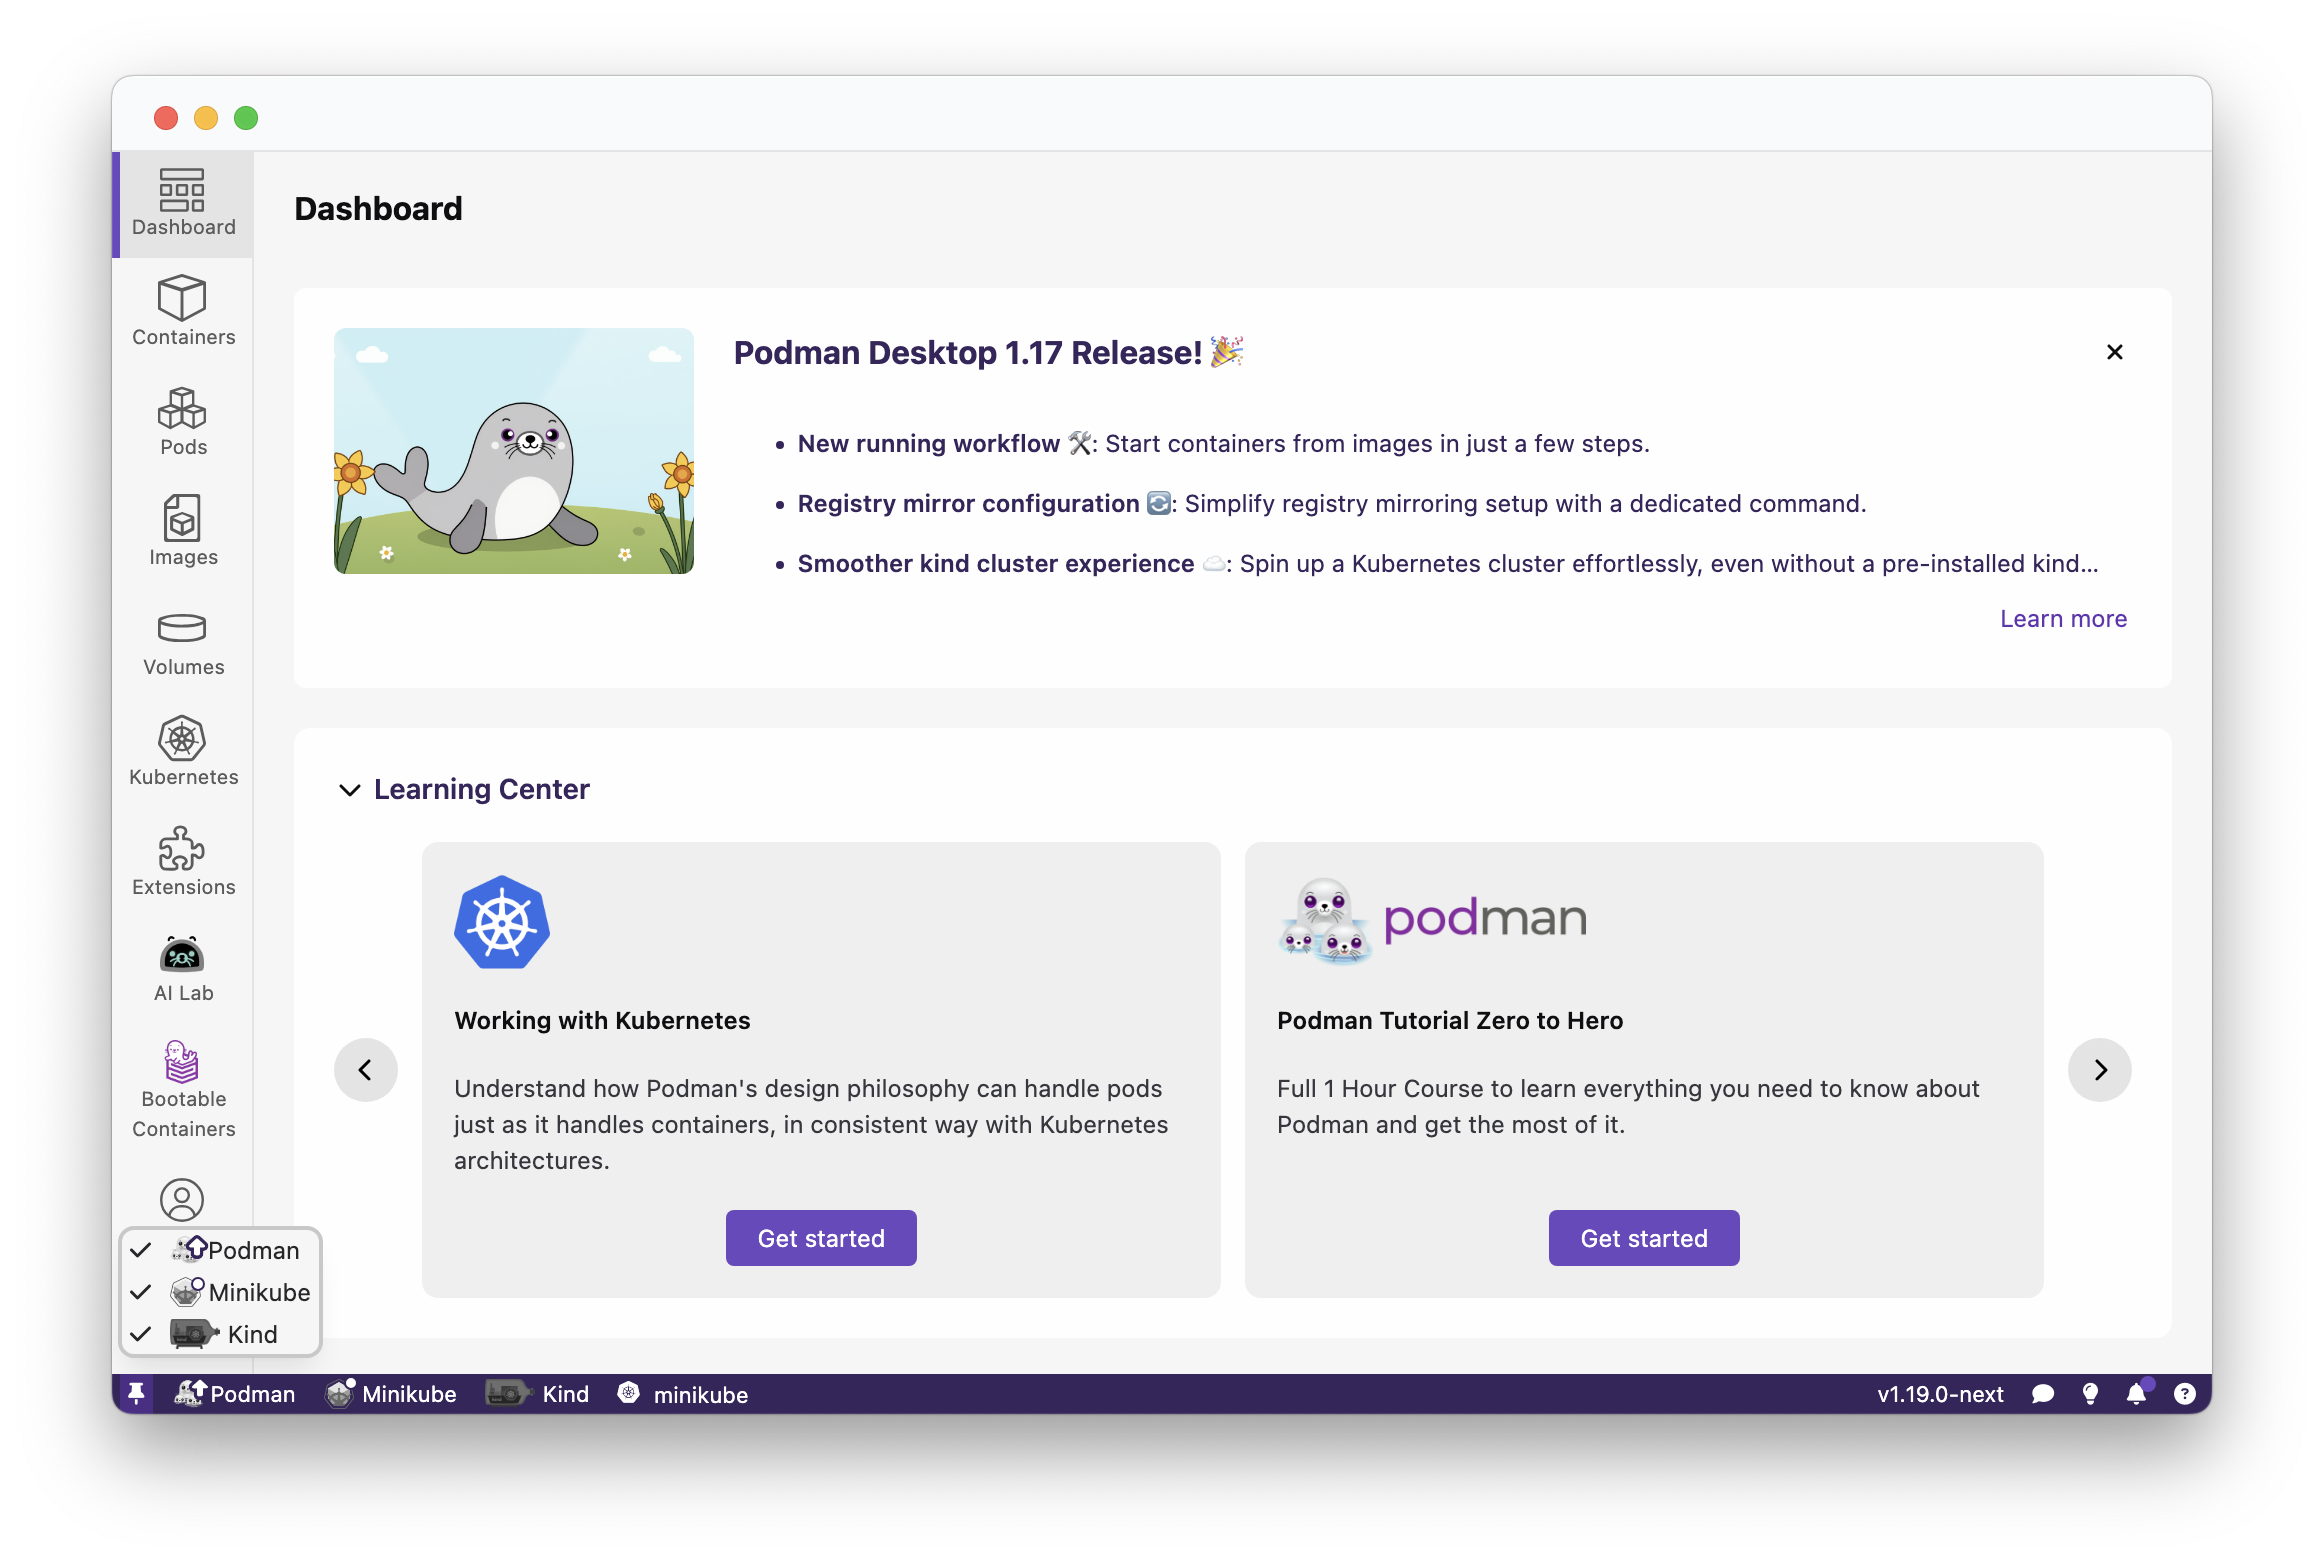 Dashboard
Containers
Pods
Images
Volumes
Kubernetes
Extensions
AI Lab
Bootable
Containers
Dashboard
Podman Desktop 1.17 Release! 🎉
• New running workflow 🛠️: Start containers from images in just a few steps.
• Registry mirror configuration 🔄: Simplify registry mirroring setup with a dedicated command.
• Smoother kind cluster experience ☁️: Spin up a Kubernetes cluster effortlessly, even without a pre-installed kind...
Learn more
Learning Center
Working with Kubernetes
Understand how Podman's design philosophy can handle pods
just as it handles containers, in consistent way with Kubernetes
architectures.
Get started
podman
Podman Tutorial Zero to Hero
Full 1 Hour Course to learn everything you need to know about
Podman and get the most of it.
Get started
Podman
Minikube
Kind
Podman Minikube Kind minikube v1.19.0-next